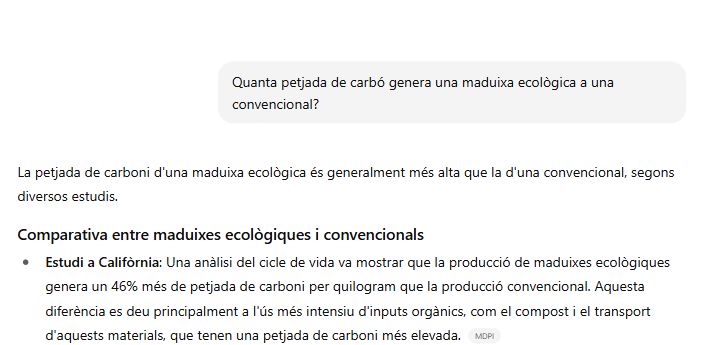 Quanta petjada de carbó genera una maduixa ecològica a una
convencional?
La petjada de carboni d'una maduixa ecològica és generalment més alta que la d'una convencional, segons
diversos estudis.
Comparativa entre maduixes ecològiques i convencionals
• Estudi a Califòrnia: Una anàlisi del cicle de vida va mostrar que la producció de maduixes ecològiques
genera un 46% més de petjada de carboni per quilogram que la producció convencional. Aquesta
diferència es deu principalment a l'ús més intensiu d'inputs orgànics, com el compost i el transport
d'aquests materials, que tenen una petjada de carboni més elevada. MDPI